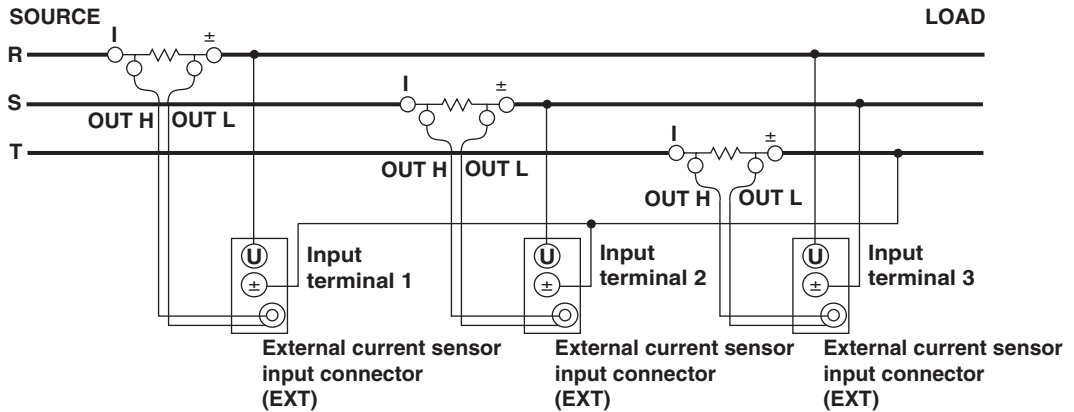 SOURCE
LOAD
I
±
R
I
±
S
OUT H
OUT L
I
±
T
OUT H
OUT L
OUT H
OUT L
U
Input
terminal 1
±
U
Input
terminal 2
±
U
Input
terminal 3
±
External current sensor
input connector
(EXT)
External current sensor
input connector
(EXT)
External current sensor
input connector
(EXT)